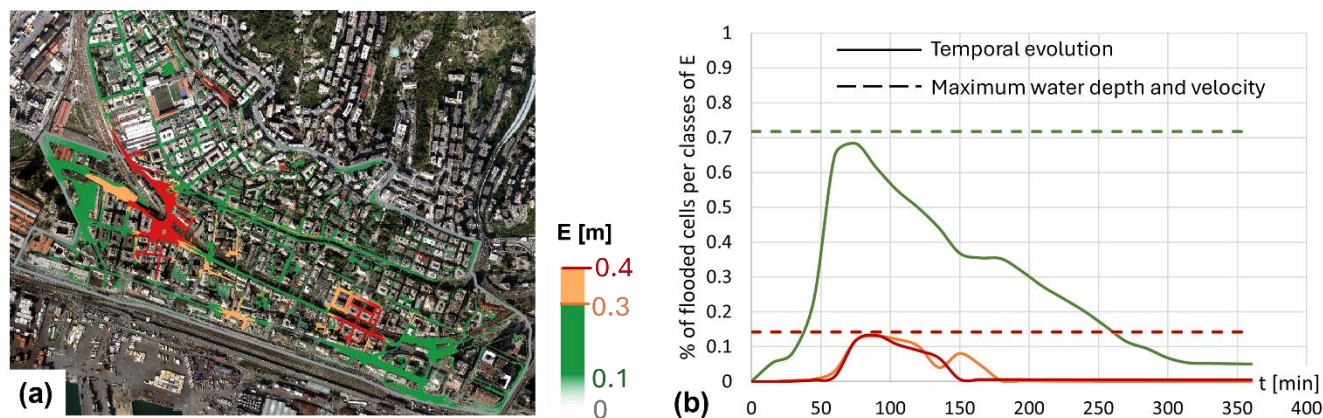 (a)
E [m]
0.4
0.3
0.1
0
(b)
% of flooded cells per classes of E
1
0.9
0.8
0.7
0.6
0.5
0.4
0.3
0.2
0.1
0
Temporal evolution
Maximum water depth and velocity
0 50 100 150 200 250 300 350 400
t [min]